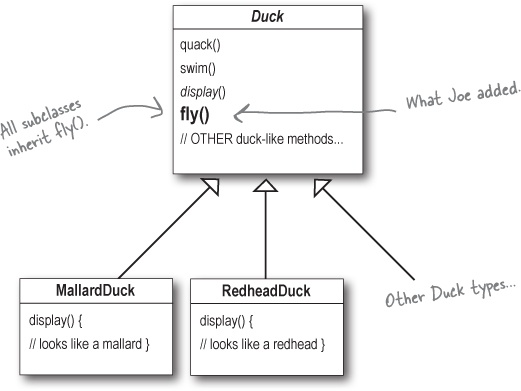 Duck
quack()
swim()
display()
fly()
// OTHER duck-like methods...
All subclasses
inherit fly().
What Joe added.
MallardDuck
display() {
// looks like a mallard }
RedheadDuck
display() {
// looks like a redhead }
Other Duck types...